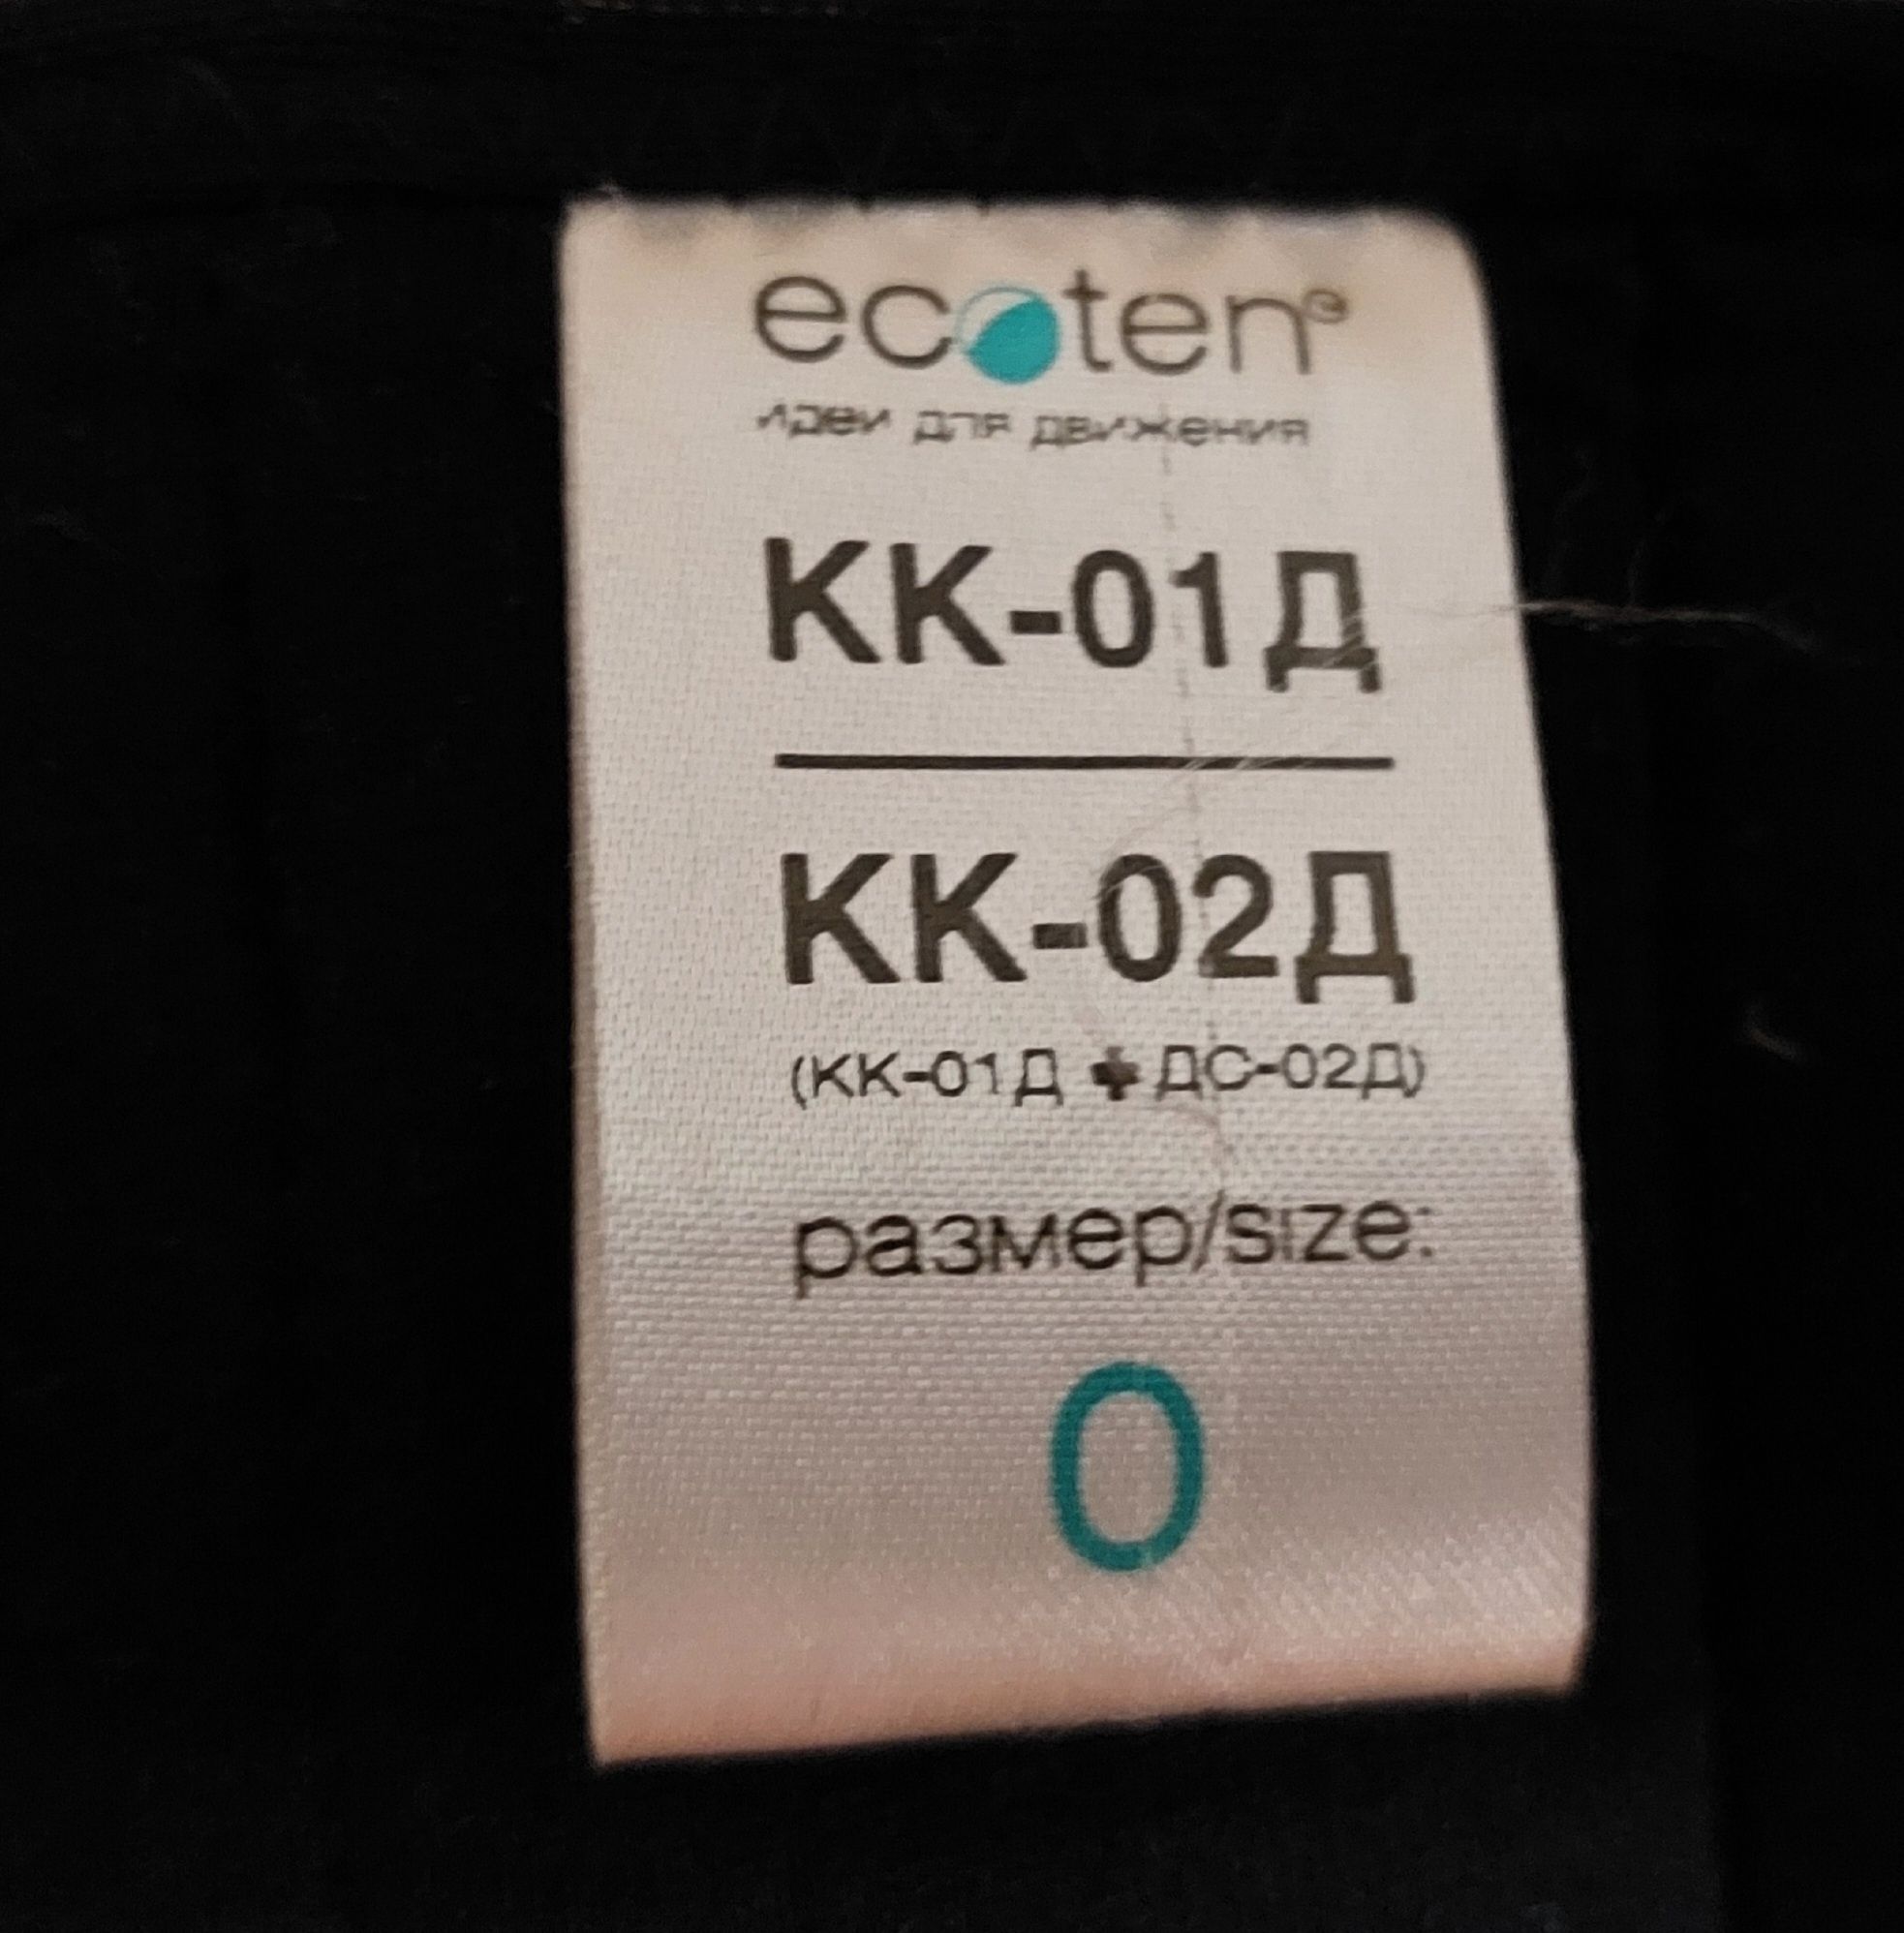 ecoten®
идеи для движения
КК-01Д
КК-02Д
(КК-01Д + ДС-02Д)
размер/size:
0